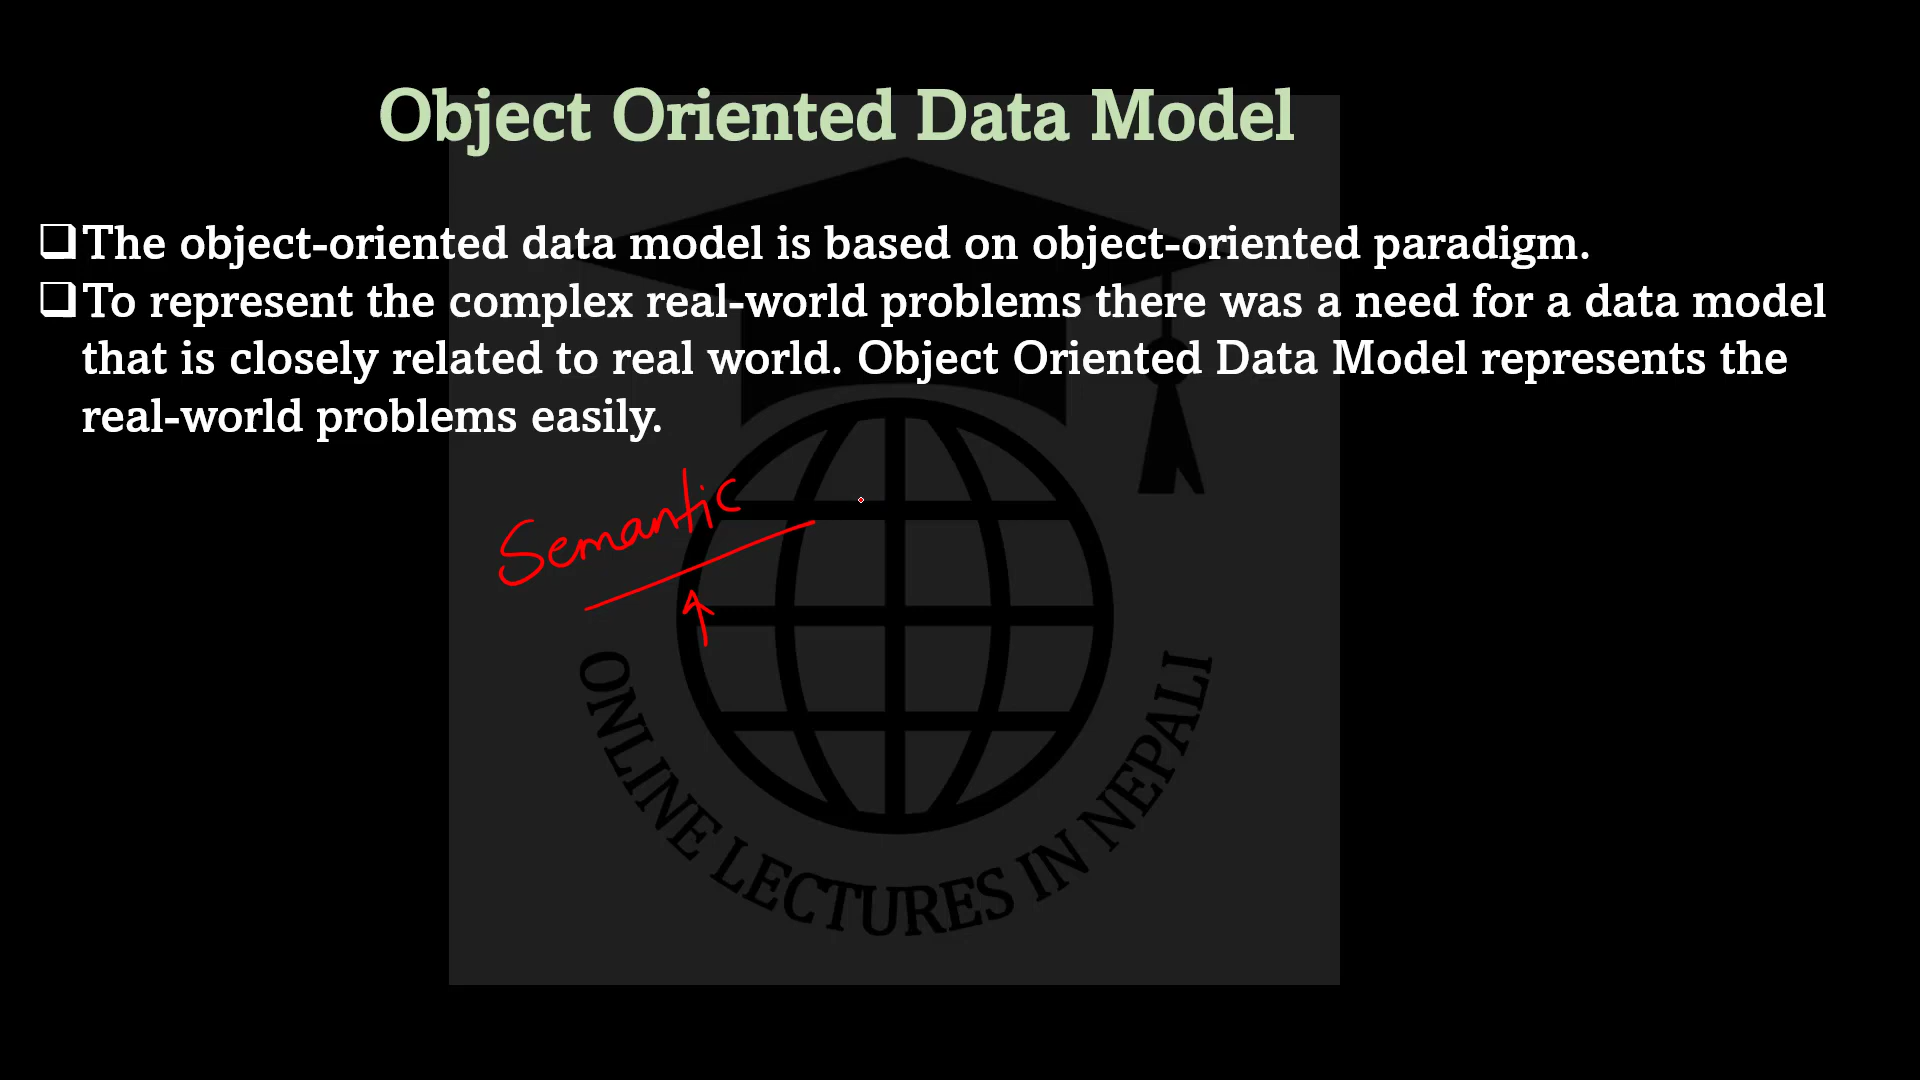 Object Oriented Data Model
❑The object-oriented data model is based on object-oriented paradigm.
❑To represent the complex real-world problems there was a need for a data model
that is closely related to real world. Object Oriented Data Model represents the
real-world problems easily.
Semantic
ONLINE LECTURES IN NEPALI